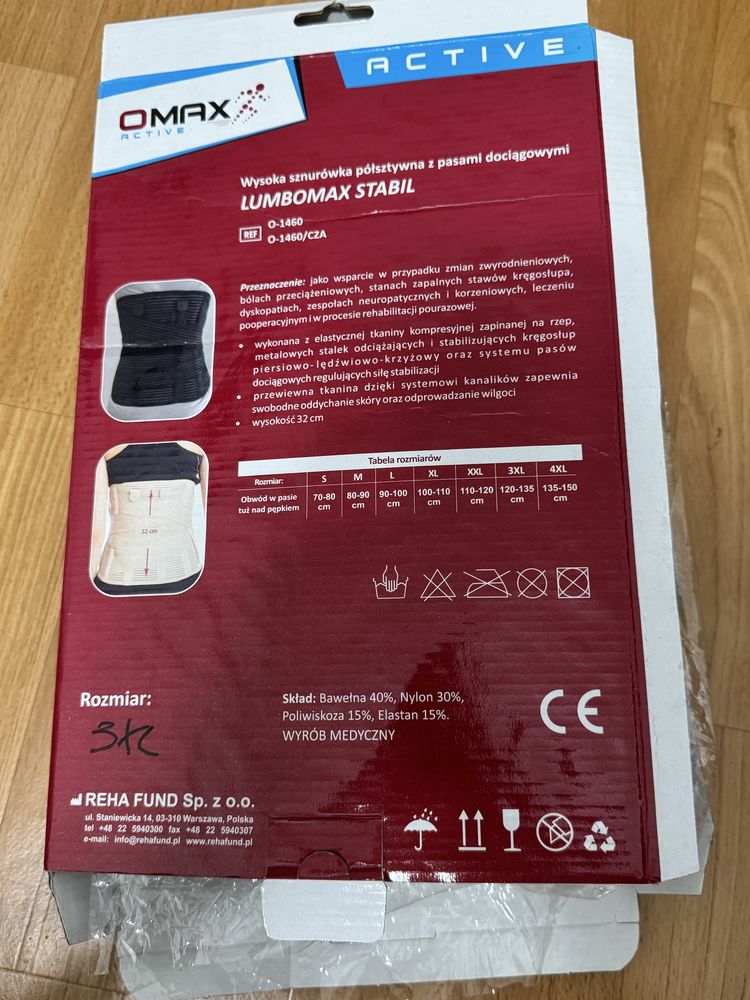 ACTIVE
OMAX
ACTIVE
Wysoka sznurówka półsztywna z pasami dociągowymi
LUMBOMAX STABIL
REF
O-1460
O-1460/CZA
Przeznaczenie: jako wsparcie w przypadku zmian zwyrodnieniowych,
bólach przeciążeniowych, stanach zapalnych stawów kręgosłupa,
dyskopatiach, zespołach neuropatycznych i korzeniowych, leczeniu
pooperacyjnym i w procesie rehabilitacji pourazowej.
• wykonana z elastycznej tkaniny kompresyjnej zapinanej na rzep,
metalowych stalek odciążających i stabilizujących kręgosłup
piersiowo-lędźwiowo-krzyżowy oraz systemu pasów
dociągowych regulujących siłę stabilizacji
• przewiewna tkanina dzięki systemowi kanalików zapewnia
swobodne oddychanie skóry oraz odprowadzanie wilgoci
• wysokość 32 cm
32 cm
Tabela rozmiarów
Rozmiar: S M L XL XXL 3XL 4XL
Obwód w pasie 70-80 80-90 90-100 100-110 110-120 120-135 135-150
tuż nad pępkiem cm cm cm cm cm cm cm
Rozmiar:
3XL
Skład: Bawełna 40%, Nylon 30%,
Poliwiskoza 15%, Elastan 15%.
WYRÓB MEDYCZNY
CE
REHA FUND Sp. z o.o.
ul. Staniewicka 14, 03-310 Warszawa, Polska
tel +48 22 5940300 fax +48 22 5940307
e-mail: info@rehafund.pl www.rehafund.pl